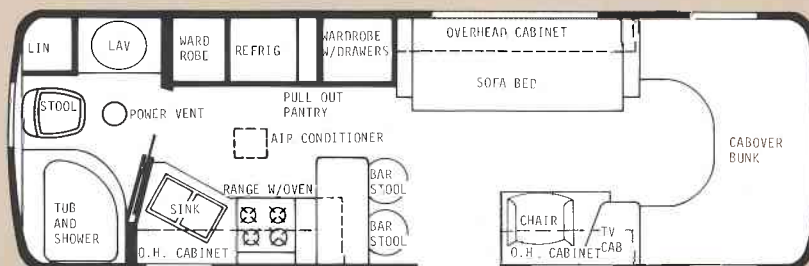 LIN
LAV
WARD
ROBE
REFRIG
WARDROBE
W/DRAWERS
OVERHEAD CABINET
SOFA BED
STOOL
POWER VENT
PULL OUT
PANTRY
AIR CONDITIONER
CABOVER
BUNK
TUB
AND
SHOWER
SINK
RANGE W/OVEN
BAR
STOOL
BAR
STOOL
CHAIR
TV
CAB
O.H. CABINET
O.H. CABINET